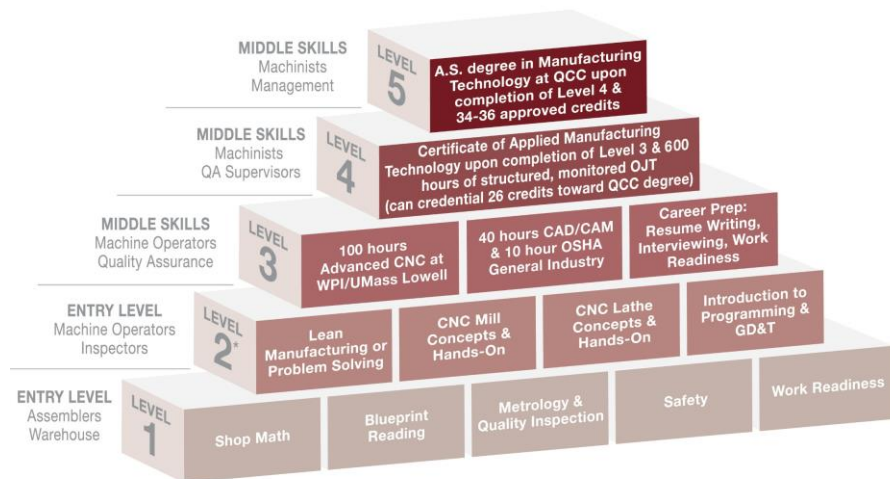 MIDDLE SKILLS
Machinists
Management
LEVEL
5
A.S. degree in Manufacturing
Technology at QCC upon
completion of Level 4 &
34-36 approved credits
MIDDLE SKILLS
Machinists
QA Supervisors
LEVEL
4
Certificate of Applied Manufacturing
Technology upon completion of Level 3 & 600
hours of structured, monitored OJT
(can credential 26 credits toward QCC degree)
MIDDLE SKILLS
Machine Operators
Quality Assurance
LEVEL
3
100 hours
Advanced CNC at
WPI/UMass Lowell
40 hours CAD/CAM
& 10 hour OSHA
General Industry
Career Prep:
Resume Writing,
Interviewing, Work
Readiness
ENTRY LEVEL
Machine Operators
Inspectors
LEVEL
2*
Lean
Manufacturing or
Problem Solving
CNC Mill
Concepts &
Hands-On
CNC Lathe
Concepts &
Hands-On
Introduction to
Programming &
GD&T
ENTRY LEVEL
Assemblers
Warehouse
LEVEL
1
Shop Math
Blueprint
Reading
Metrology &
Quality Inspection
Safety
Work Readiness